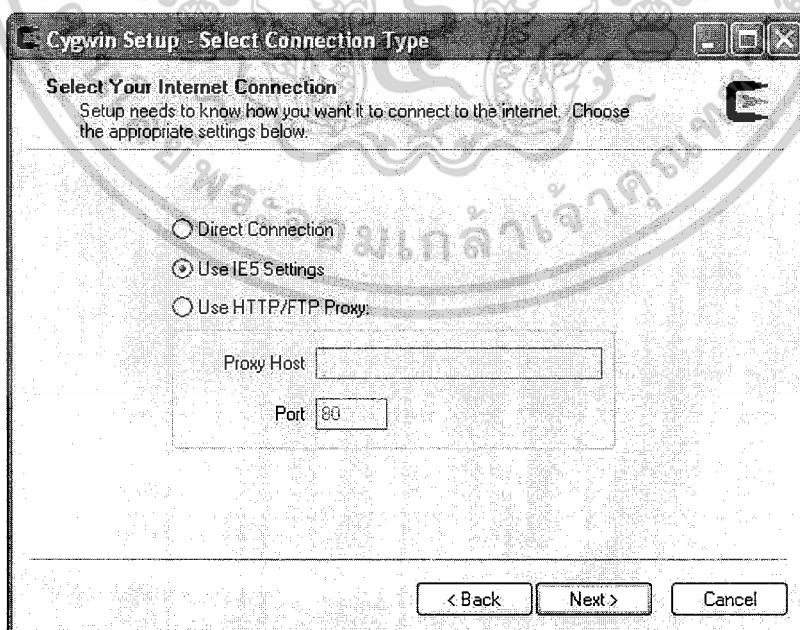 Cygwin Setup - Select Connection Type
Select Your Internet Connection
Setup needs to know how you want it to connect to the internet. Choose
the appropriate settings below.
Direct Connection
Use IE5 Settings
Use HTTP/FTP Proxy:
Proxy Host
Port 80
< Back Next > Cancel